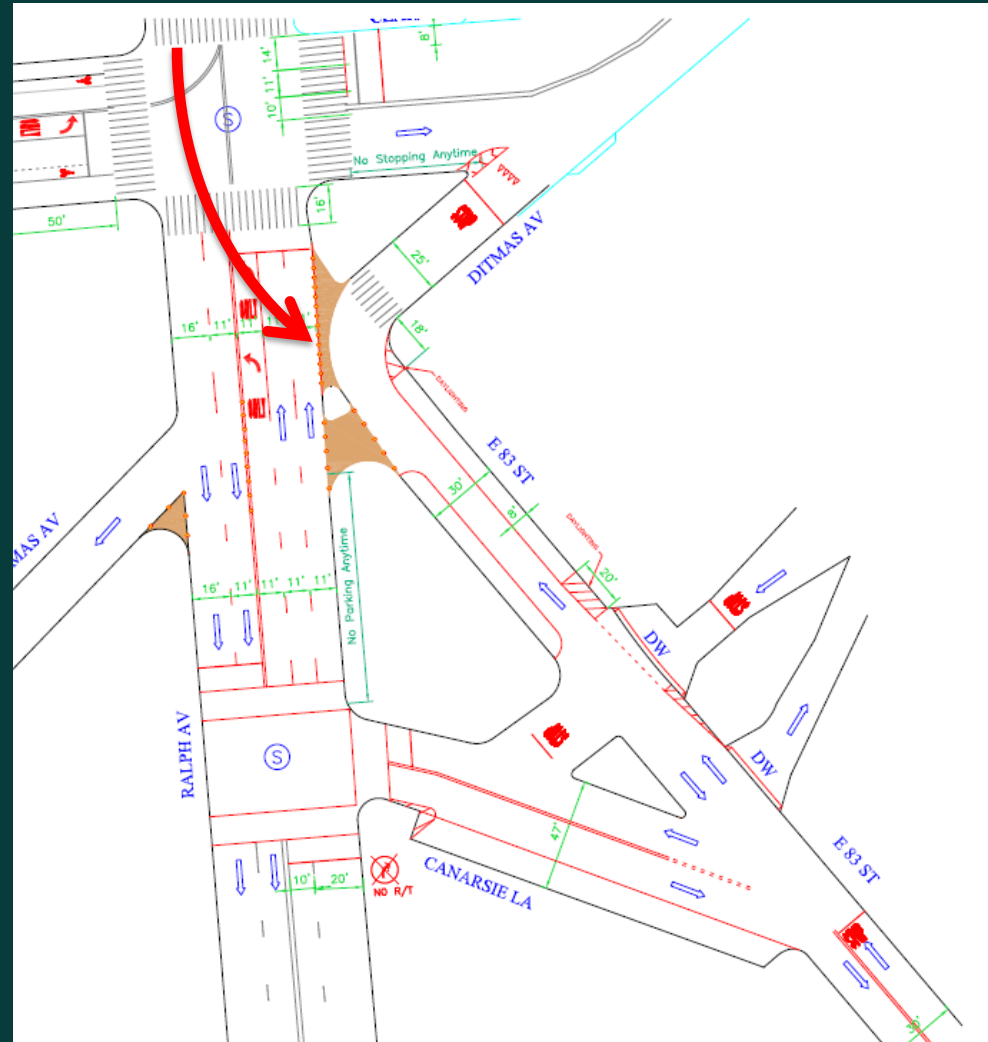 8'
14'
11'
10'
S
No Stopping Anytime
50'
16'
25'
DITMAS AV
18'
16'
11'
11'
DAYLIGHTING
E 83 ST
30'
8'
DAYLIGHTING
20'
MAS AV
No Parking Anytime
16'
11'
11'
11'
11'
DW
DW
RALPH AV
S
47'
10'
20'
NO R/T
CANARSIE LA
E 83 ST
30'